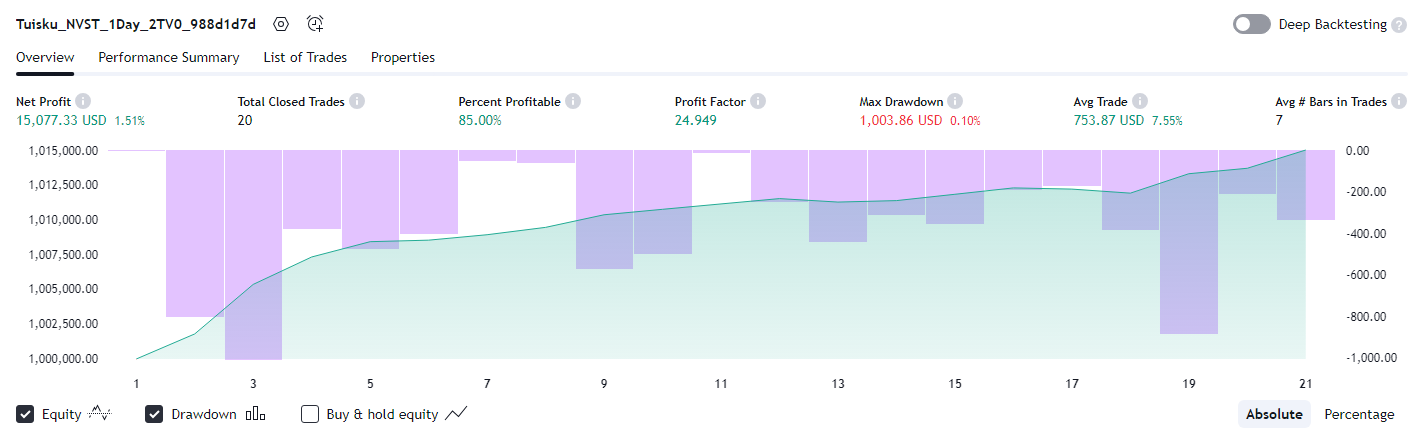 Tuisku_NVST_1Day_2TV0_988d1d7d
Deep Backtesting
Overview Performance Summary List of Trades Properties
Net Profit Total Closed Trades Percent Profitable Profit Factor Max Drawdown Avg Trade Avg # Bars in Trades
15,077.33 USD 1.51% 20 85.00% 24.949 1,003.86 USD 0.10% 753.87 USD 7.55% 7
1,015,000.00 0.00
1,012,500.00 -200.00
1,010,000.00 -400.00
1,007,500.00 -600.00
1,005,000.00 -800.00
1,002,500.00 -1,000.00
1,000,000.00
1 3 5 7 9 11 13 15 17 19 21
Equity Drawdown Buy & hold equity Absolute Percentage